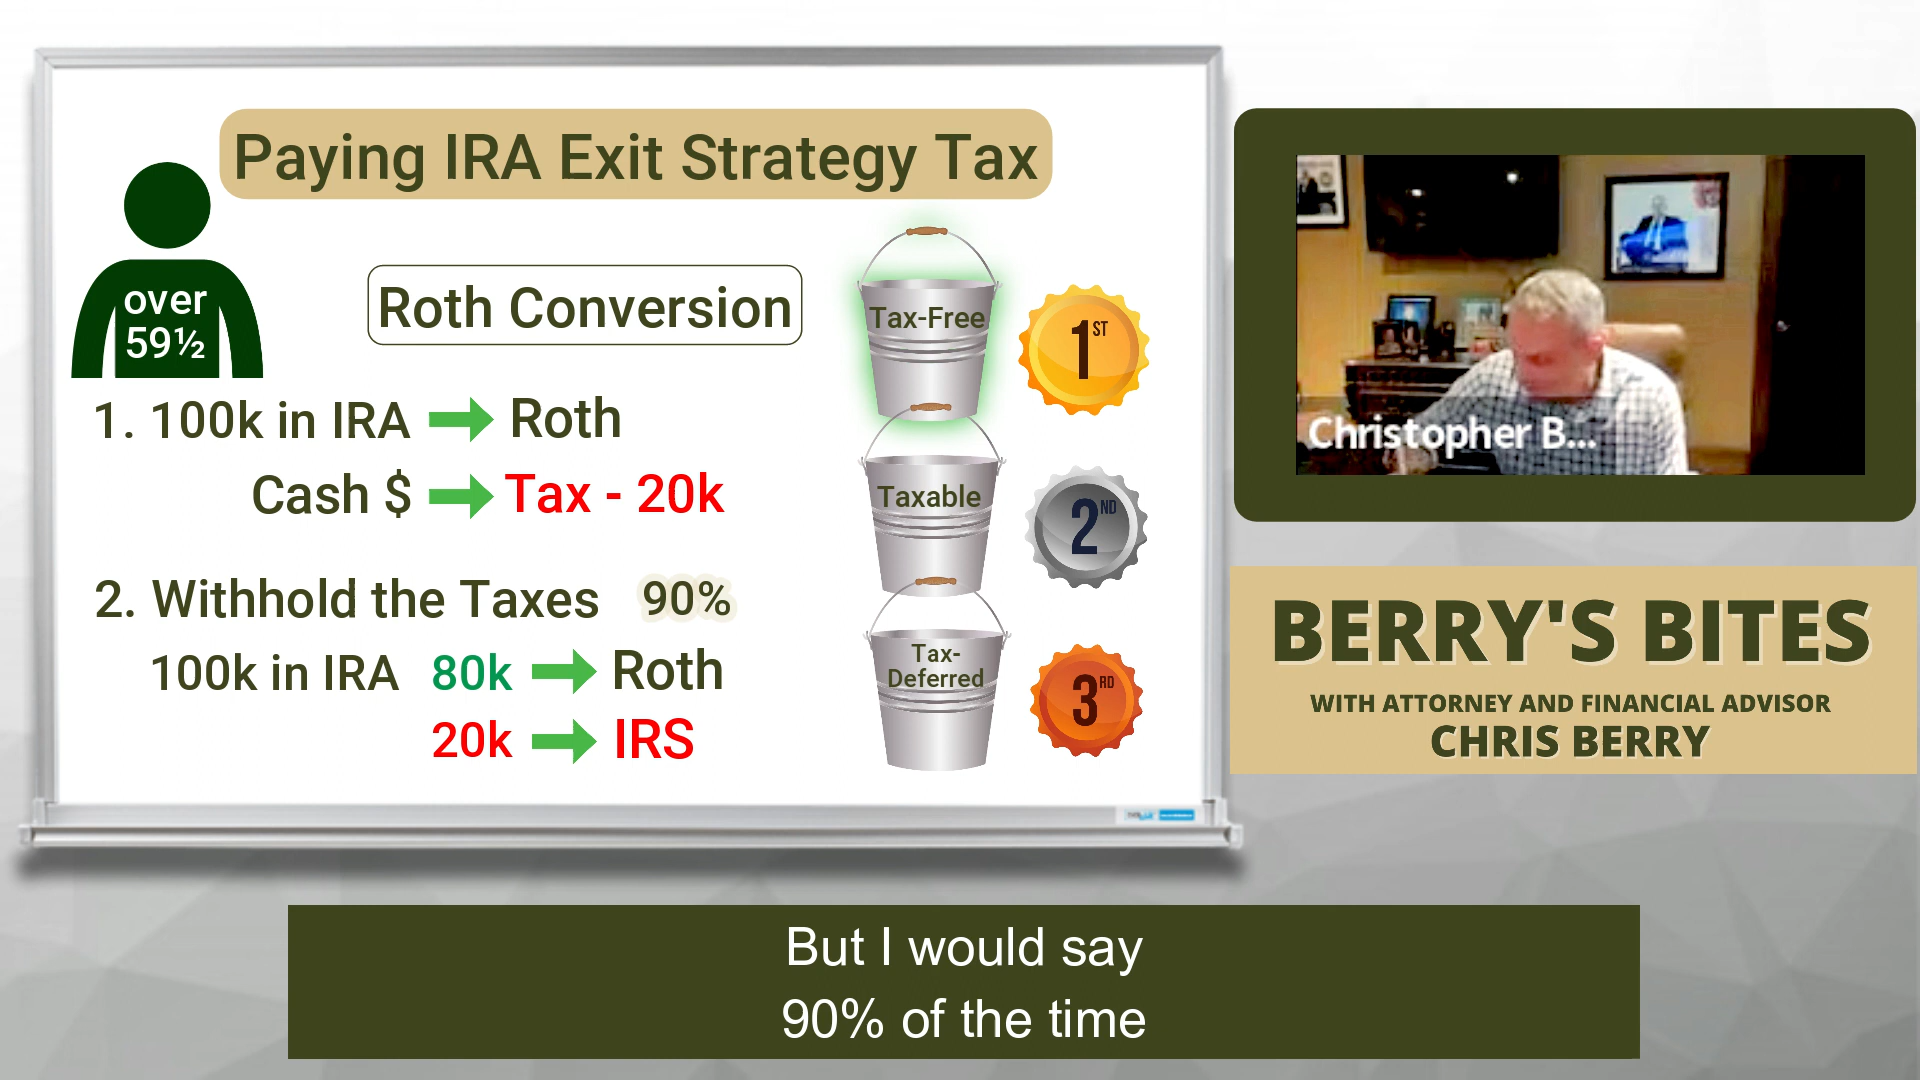 Paying IRA Exit Strategy Tax
over
59½
Roth Conversion
1. 100k in IRA Roth
Cash $ Tax - 20k
2. Withhold the Taxes 90%
100k in IRA 80k Roth
20k IRS
Tax-Free
1ST
Taxable
2ND
Tax-
Deferred
3RD
Christopher B...
BERRY'S BITES
WITH ATTORNEY AND FINANCIAL ADVISOR
CHRIS BERRY
But I would say
90% of the time